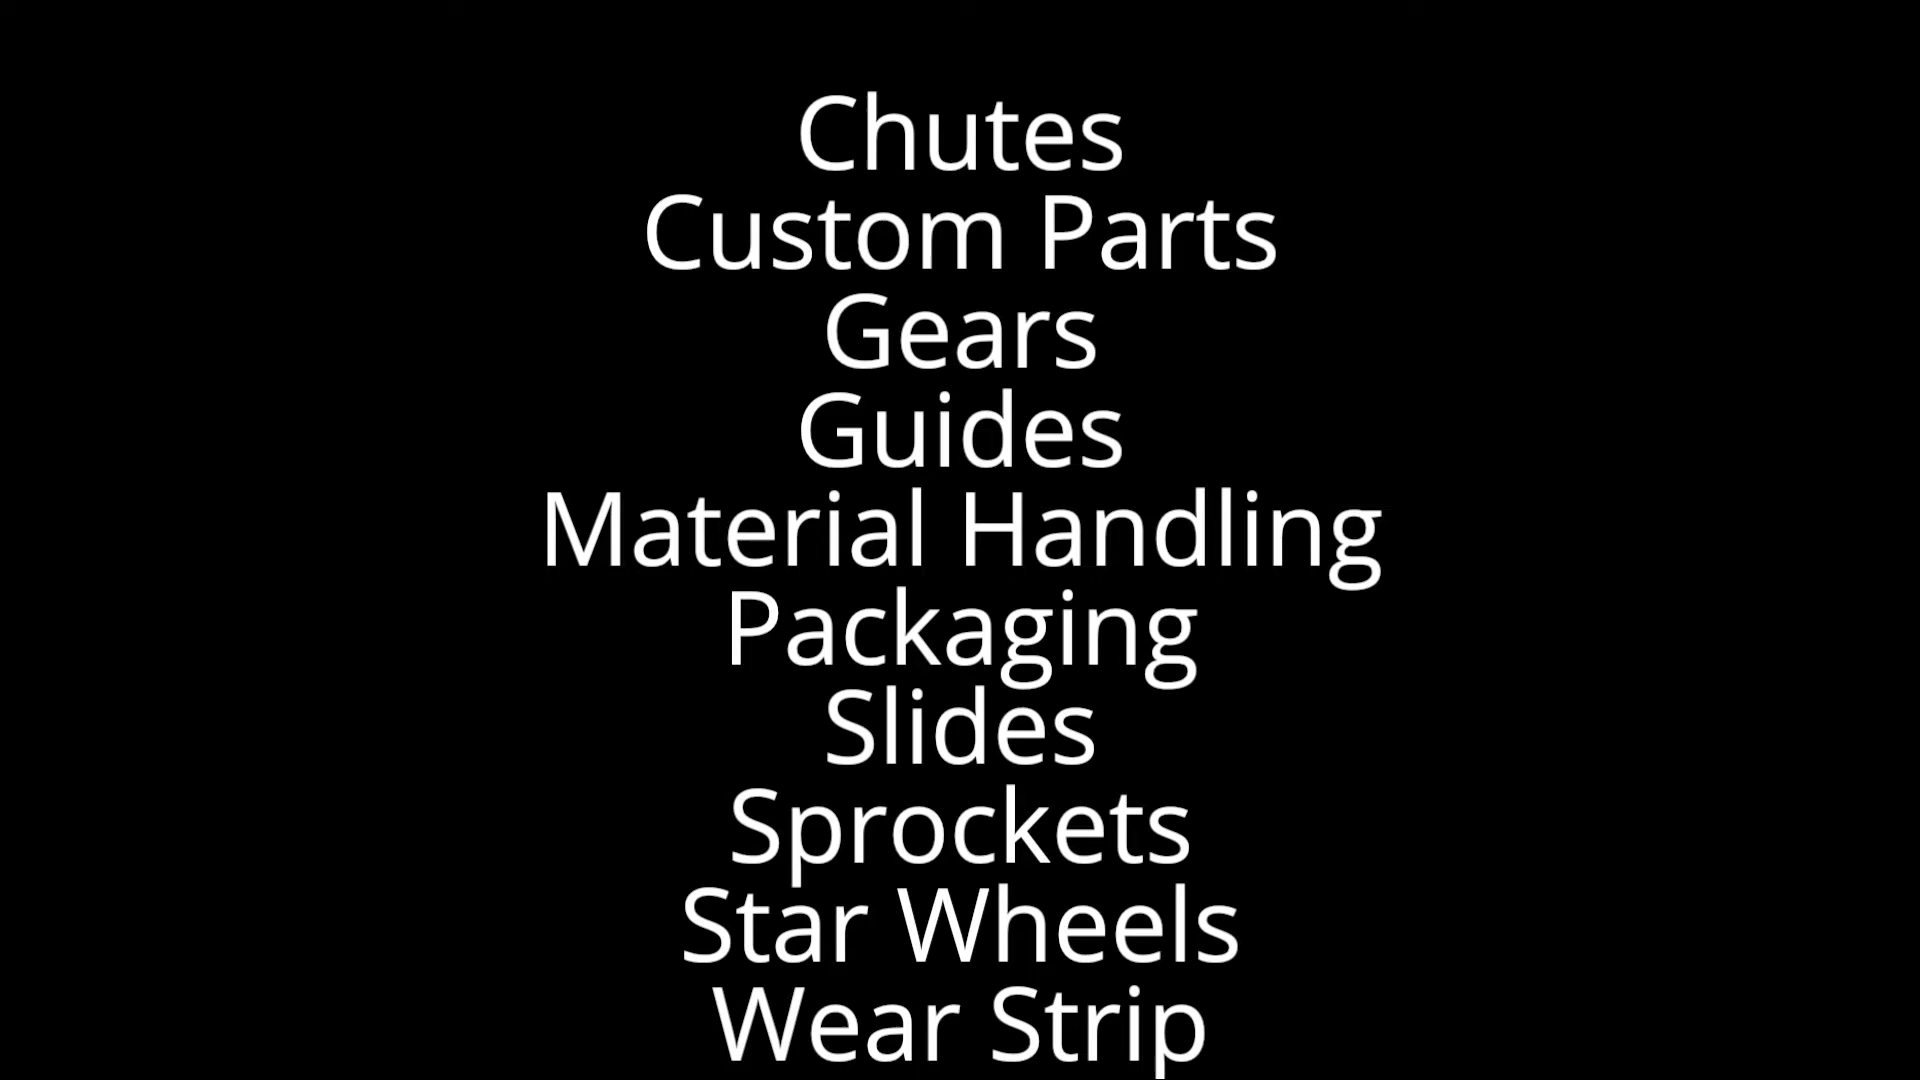 Chutes
Custom Parts
Gears
Guides
Material Handling
Packaging
Slides
Sprockets
Star Wheels
Wear Strip